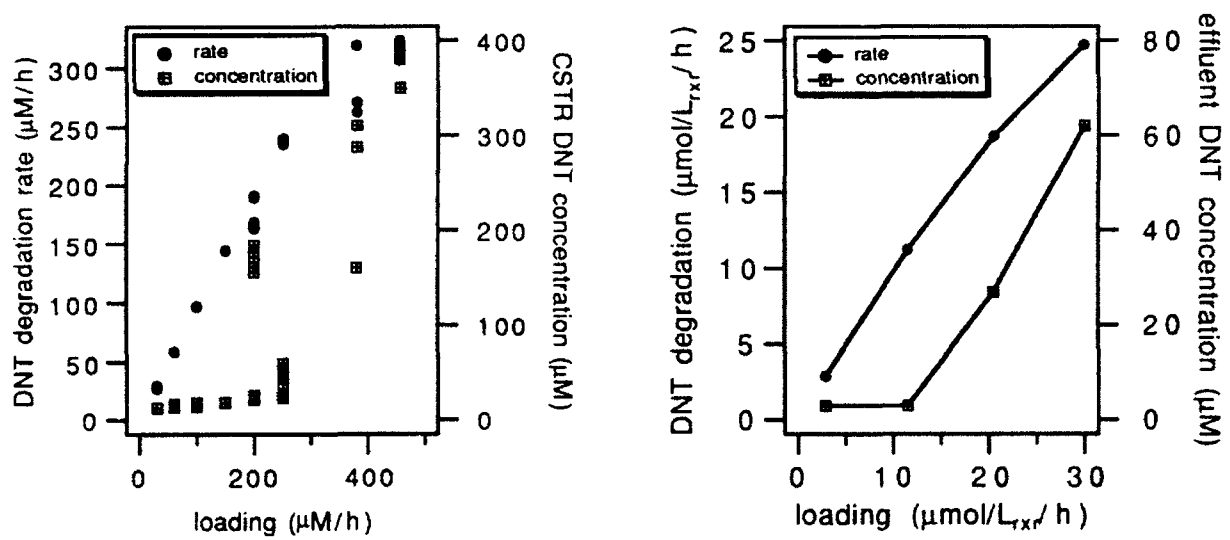 rate
concentration
DNT degradation rate (µM/h)
300
250
200
150
100
50
0
400
300
200
100
0
CSTR DNT concentration (µM)
0 200 400
loading (µM/h)
rate
concentration
DNT degradation (µmol/Lrxr/ h)
25
20
15
10
5
0
80
60
40
20
0
effluent DNT concentration (µM)
0 10 20 30
loading (µmol/Lrxr/ h)